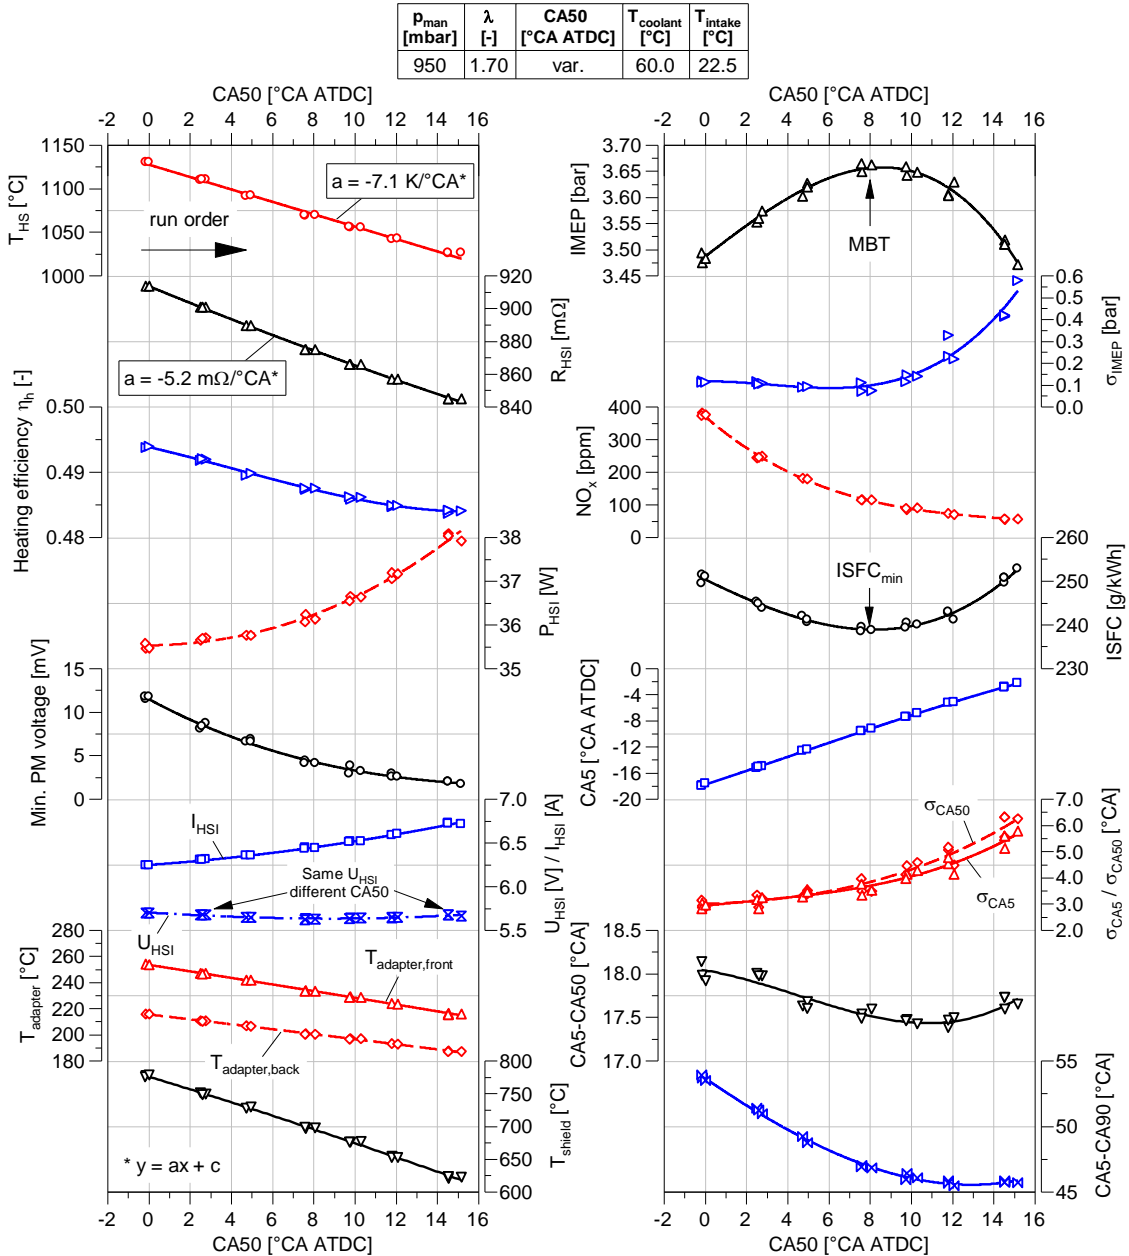 p_man [mbar] λ [-] CA50 [°CA ATDC] T_coolant [°C] T_intake [°C]
950 1.70 var. 60.0 22.5
CA50 [°CA ATDC]
-2 0 2 4 6 8 10 12 14 16
T_HS [°C]
1150
1100
1050
1000
a = -7.1 K/°CA*
run order
R_HSI [mΩ]
920
900
880
860
840
a = -5.2 mΩ/°CA*
Heating efficiency η_h [-]
0.50
0.49
0.48
P_HSI [W]
38
37
36
35
Min. PM voltage [mV]
15
10
5
0
U_HSI [V] / I_HSI [A]
7.0
6.5
6.0
5.5
I_HSI
Same U_HSI
different CA50
U_HSI
T_adapter [°C]
280
260
240
220
200
180
T_adapter,front
T_adapter,back
T_shield [°C]
800
750
700
650
600
* y = ax + c
-2 0 2 4 6 8 10 12 14 16
CA50 [°CA ATDC]
CA50 [°CA ATDC]
-2 0 2 4 6 8 10 12 14 16
IMEP [bar]
3.70
3.65
3.60
3.55
3.50
3.45
MBT
σ_IMEP [bar]
0.6
0.5
0.4
0.3
0.2
0.1
0.0
NO_x [ppm]
400
300
200
100
0
ISFC [g/kWh]
260
250
240
230
ISFC_min
CA5 [°CA ATDC]
0
-4
-8
-12
-16
-20
σ_CA5 / σ_CA50 [°CA]
7.0
6.0
5.0
4.0
3.0
2.0
σ_CA50
σ_CA5
CA5-CA50 [°CA]
18.5
18.0
17.5
17.0
CA5-CA90 [°CA]
55
50
45
-2 0 2 4 6 8 10 12 14 16
CA50 [°CA ATDC]